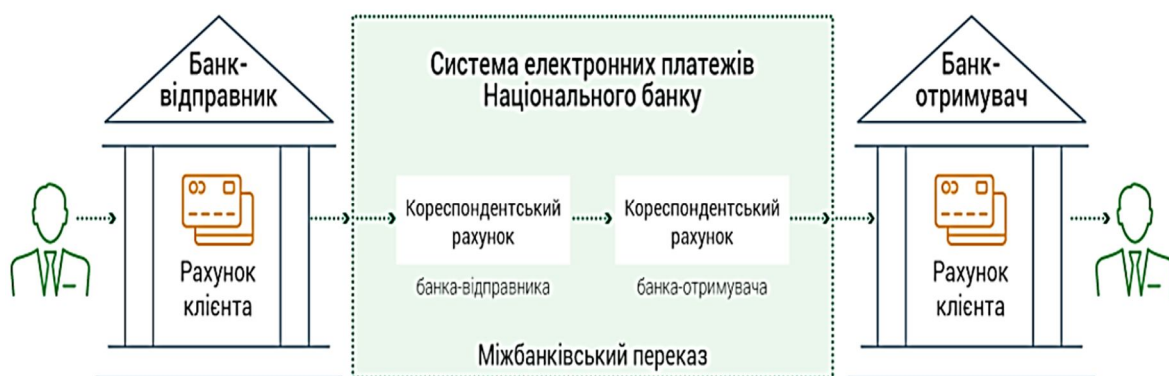 Банк-
відправник
Рахунок
клієнта
Система електронних платежів
Національного банку
Кореспондентський
рахунок
банка-відправника
Кореспондентський
рахунок
банка-отримувача
Міжбанківський переказ
Банк-
отримувач
Рахунок
клієнта